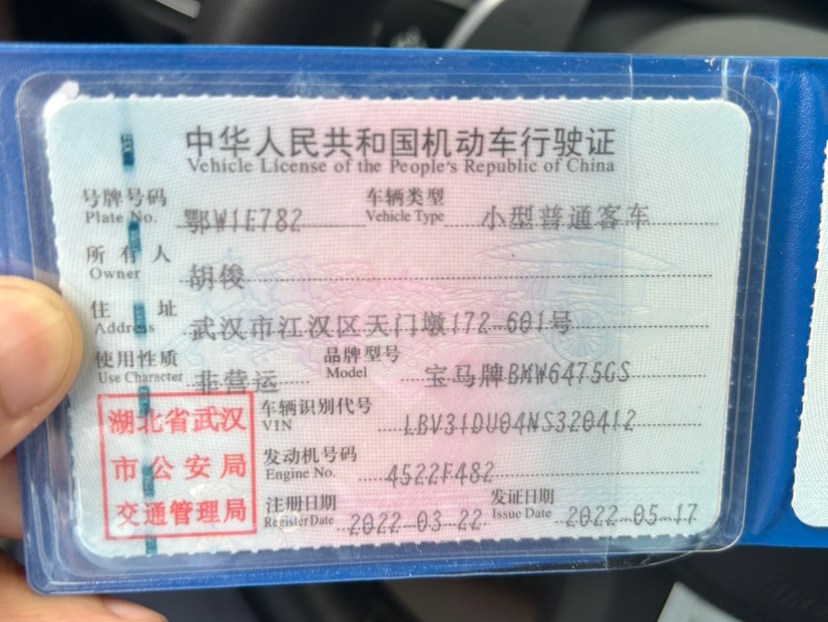 中华人民共和国机动车行驶证
Vehicle License of the People's Republic of China
号牌号码 鄂W1E782 车辆类型 小型普通客车
Plate No. Vehicle Type
所有人 胡俊
Owner
住址 武汉市江汉区天门墩172-601号
Address
使用性质 非营运 品牌型号 宝马牌BMW6475GS
Use Character Model
湖北省武汉
市公安局
交通管理局
车辆识别代号 LBV31DU04NS320412
VIN
发动机号码 4522F482
Engine No.
注册日期 2022-03-22 发证日期 2022-05-17
Register Date Issue Date